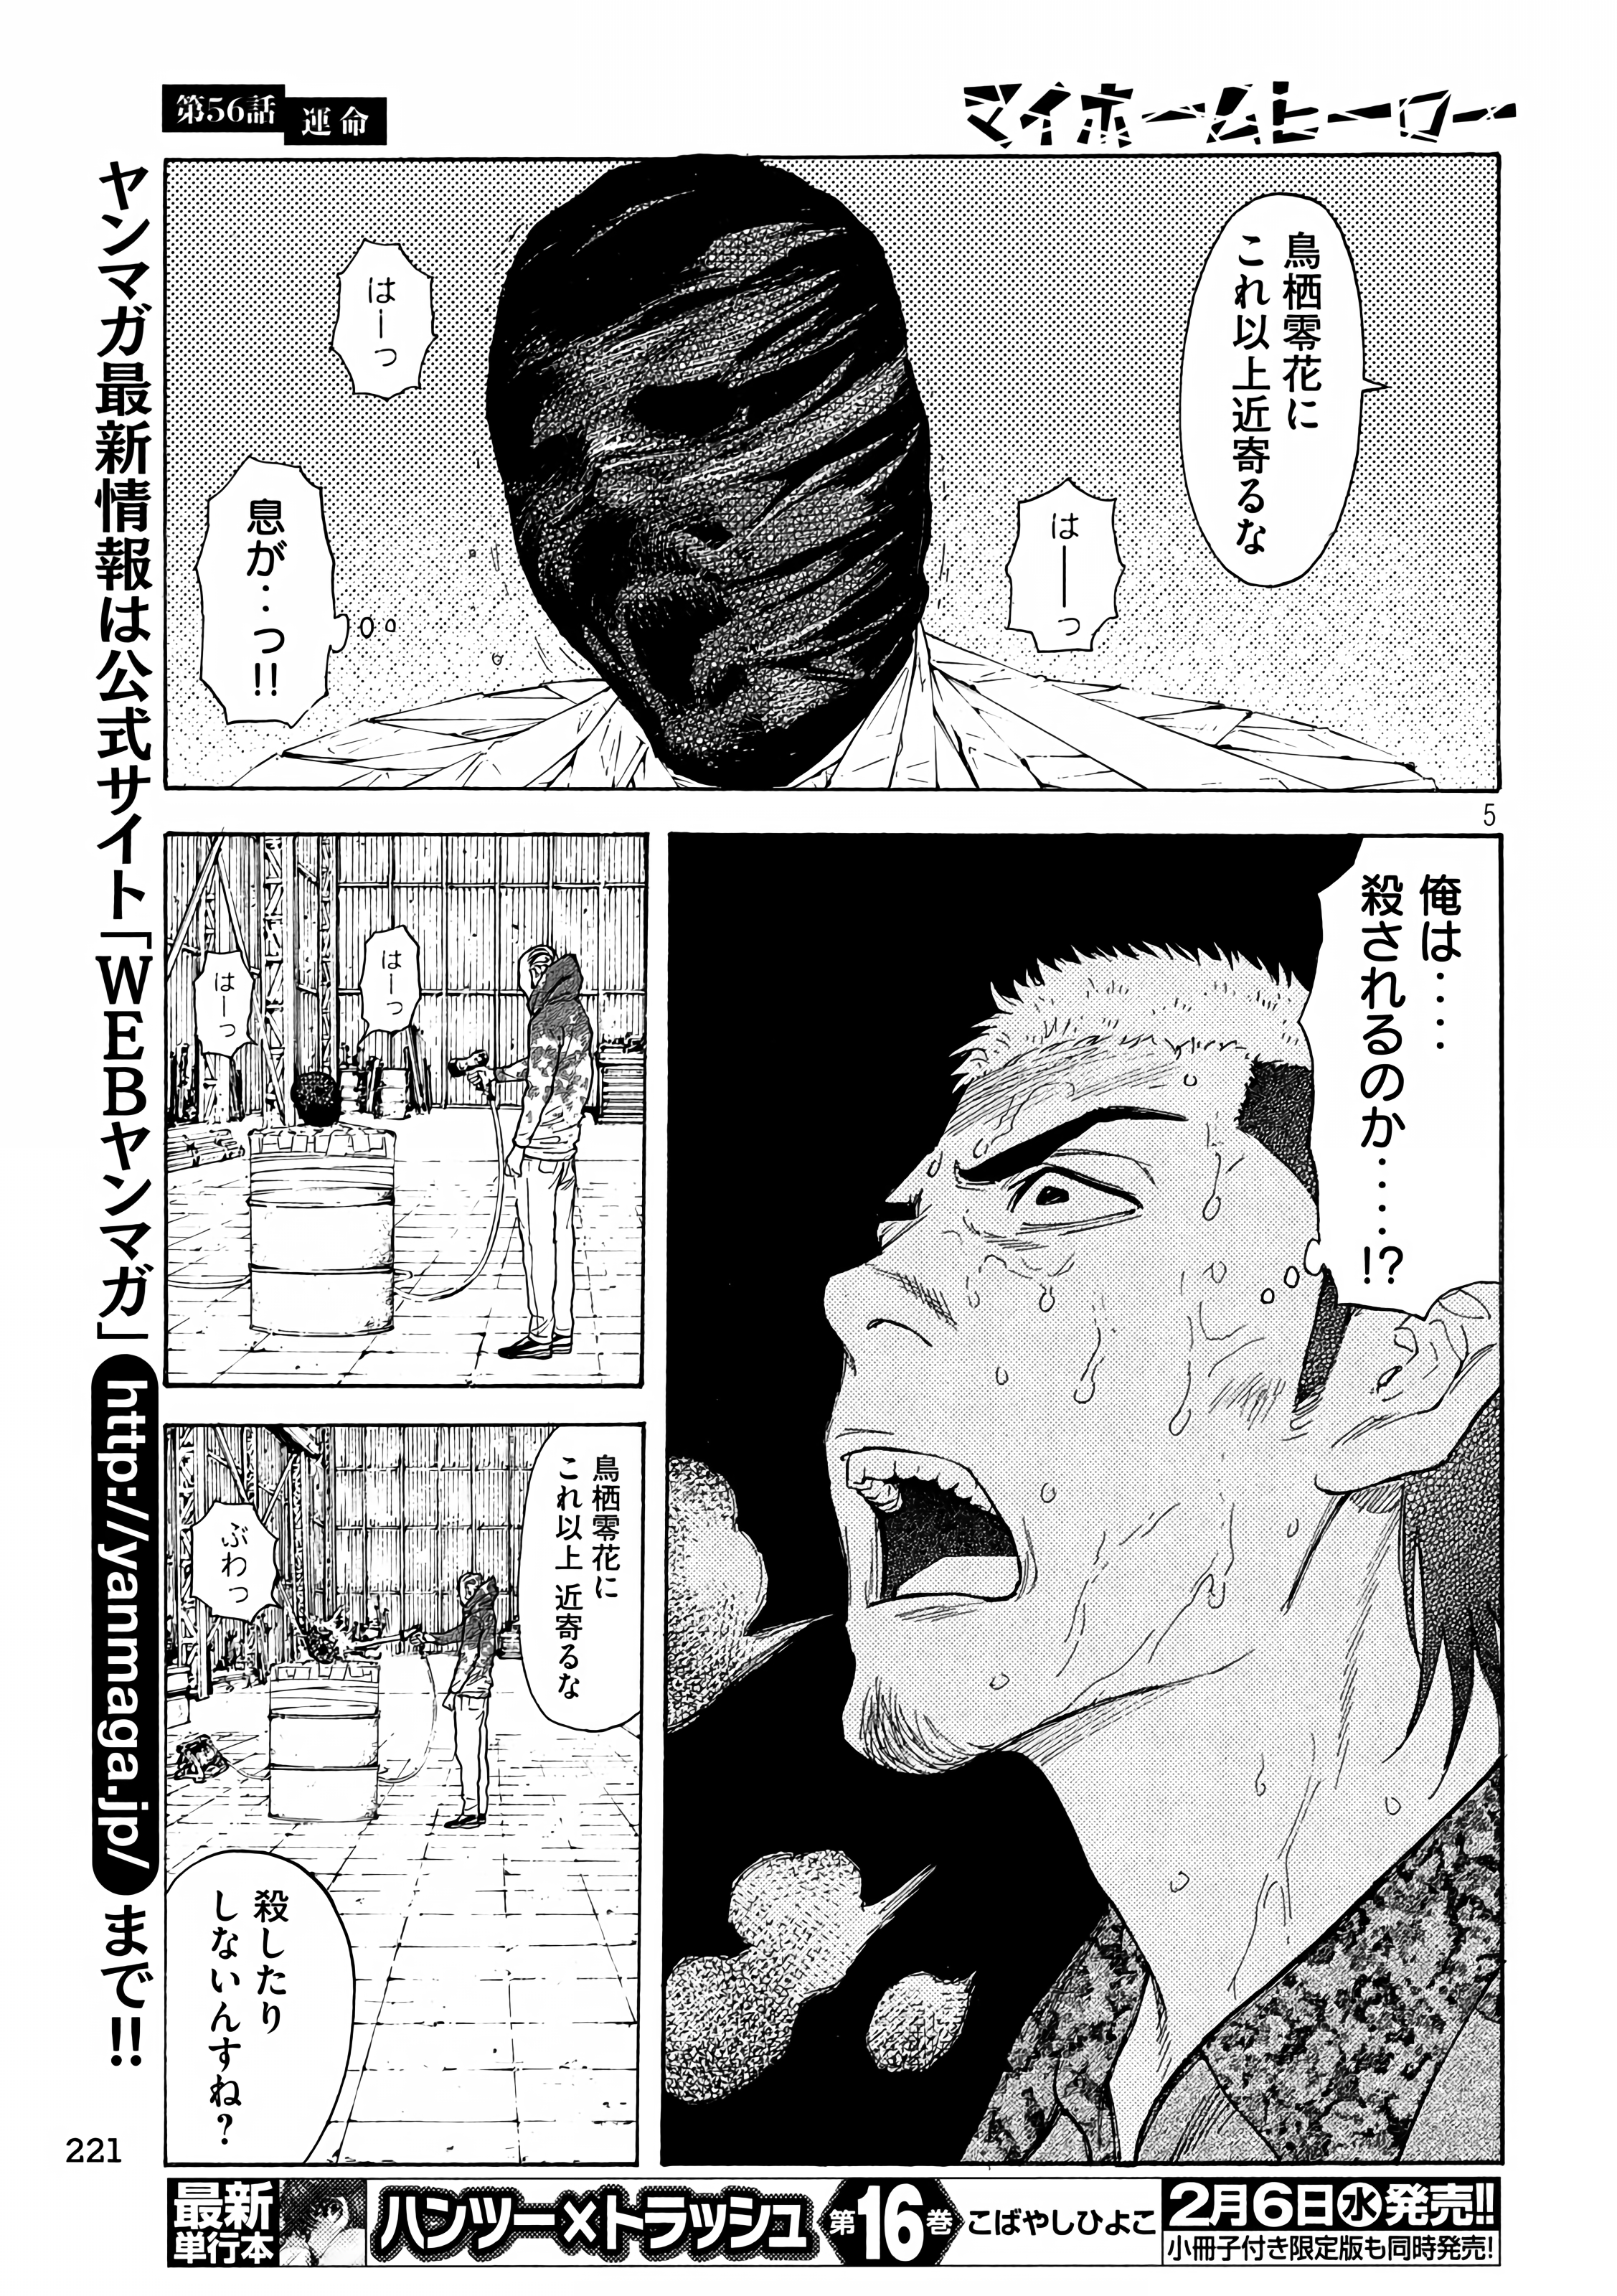 マイホームヒーロー
第56話
運命
鳥栖零花に
これ以上近寄るな
はーっ
はーっ
息が‥っ!!
5
俺は‥‥
殺されるのか‥‥!?
はーっ
はーっ
鳥栖零花に
これ以上 近寄るな
ぶわっ
殺したり
しないんすね?
ヤンマガ最新情報は公式サイト「WEBヤンマガ」http://yanmaga.jp/まで!!
221
最新
単行本
ハンツー×トラッシュ
第16巻
こばやしひよこ
2月6日㊌発売!!
小冊子付き限定版も同時発売!